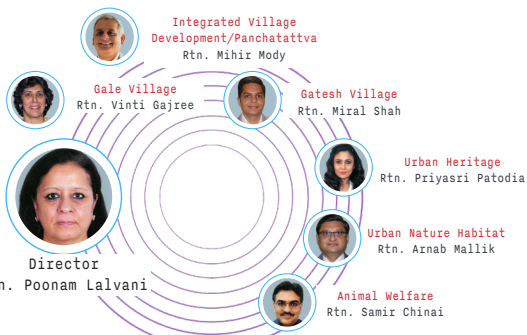 Integrated Village
Development/Panchatattva
Rtn. Mihir Mody
Gale Village
Rtn. Vinti Gajree
Gatesh Village
Rtn. Miral Shah
Urban Heritage
Rtn. Priyasri Patodia
Urban Nature Habitat
Rtn. Arnab Mallik
Director
n. Poonam Lalvani
Animal Welfare
Rtn. Samir Chinai